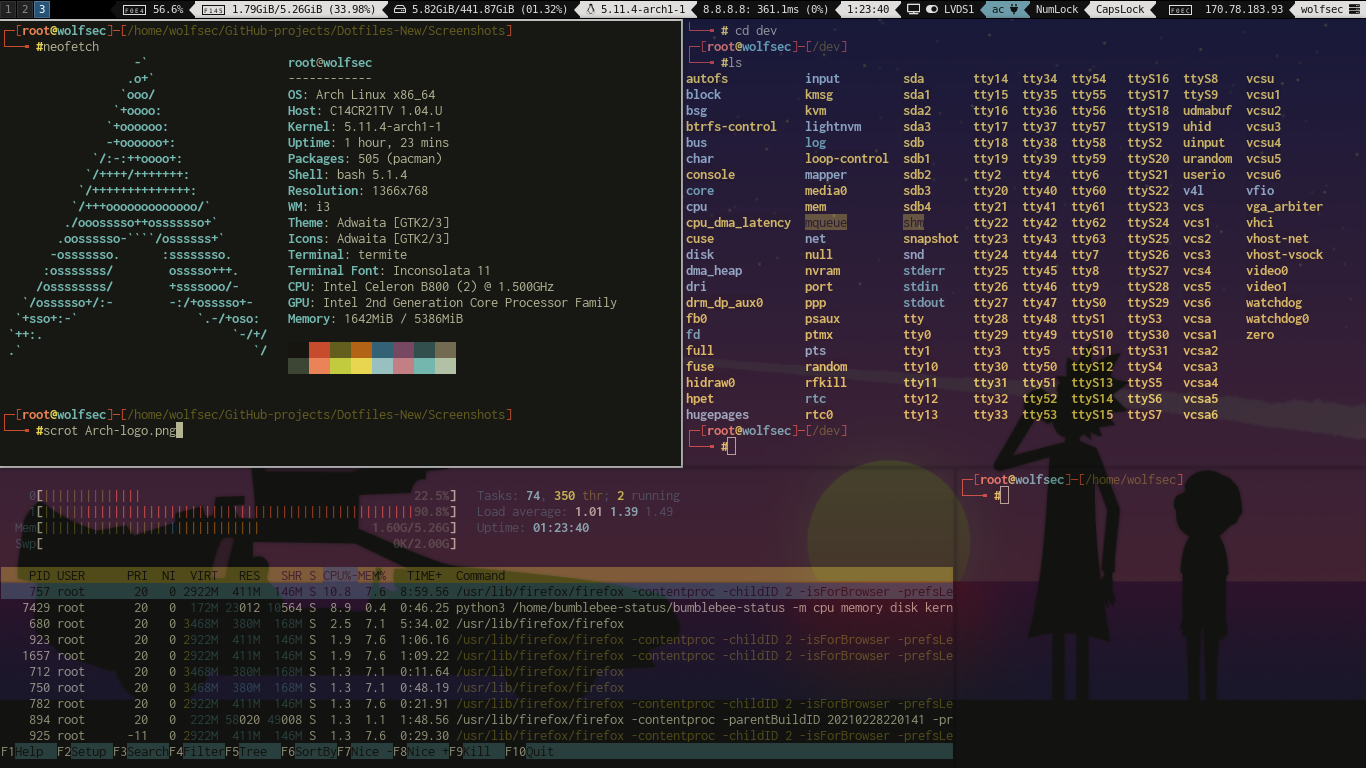 1 2 3 56.6% 1.79GiB/5.26GiB (33.98%) 5.82GiB/441.87GiB (01.32%) 5.11.4-arch1-1 8.8.8.8: 361.1ms (0%) 1:23:40 LVDS1 ac NumLock CapsLock 170.78.183.93 wolfsec
[root@wolfsec]-[/home/wolfsec/GitHub-projects/Dotfiles-New/Screenshots]
#neofetch
root@wolfsec
------------
OS: Arch Linux x86_64
Host: C14CR21TV 1.04.U
Kernel: 5.11.4-arch1-1
Uptime: 1 hour, 23 mins
Packages: 505 (pacman)
Shell: bash 5.1.4
Resolution: 1366x768
WM: i3
Theme: Adwaita [GTK2/3]
Icons: Adwaita [GTK2/3]
Terminal: termite
Terminal Font: Inconsolata 11
CPU: Intel Celeron B800 (2) @ 1.500GHz
GPU: Intel 2nd Generation Core Processor Family
Memory: 1642MiB / 5386MiB
[root@wolfsec]-[/home/wolfsec/GitHub-projects/Dotfiles-New/Screenshots]
#scrot Arch-logo.png
# cd dev
[root@wolfsec]-[/dev]
#ls
autofs input sda tty14 tty34 tty54 ttyS16 ttyS8 vcsu
block kmsg sda1 tty15 tty35 tty55 ttyS17 ttyS9 vcsu1
bsg kvm sda2 tty16 tty36 tty56 ttyS18 udmabuf vcsu2
btrfs-control lightnvm sda3 tty17 tty37 tty57 ttyS19 uhid vcsu3
bus log sdb tty18 tty38 tty58 ttyS2 uinput vcsu4
char loop-control sdb1 tty19 tty39 tty59 ttyS20 urandom vcsu5
console mapper sdb2 tty2 tty4 tty6 ttyS21 userio vcsu6
core media0 sdb3 tty20 tty40 tty60 ttyS22 v4l vfio
cpu mem sdb4 tty21 tty41 tty61 ttyS23 vcs vga_arbiter
cpu_dma_latency mqueue shm tty22 tty42 tty62 ttyS24 vcs1 vhci
cuse net snapshot tty23 tty43 tty63 ttyS25 vcs2 vhost-net
disk null snd tty24 tty44 tty7 ttyS26 vcs3 vhost-vsock
dma_heap nvram stderr tty25 tty45 tty8 ttyS27 vcs4 video0
dri port stdin tty26 tty46 tty9 ttyS28 vcs5 video1
drm_dp_aux0 ppp stdout tty27 tty47 ttyS0 ttyS29 vcs6 watchdog
fb0 psaux tty tty28 tty48 ttyS1 ttyS3 vcsa watchdog0
fd ptmx tty0 tty29 tty49 ttyS10 ttyS30 vcsa1 zero
full pts tty1 tty3 tty5 ttyS11 ttyS31 vcsa2
fuse random tty10 tty30 tty50 ttyS12 ttyS4 vcsa3
hidraw0 rfkill tty11 tty31 tty51 ttyS13 ttyS5 vcsa4
hpet rtc tty12 tty32 tty52 ttyS14 ttyS6 vcsa5
hugepages rtc0 tty13 tty33 tty53 ttyS15 ttyS7 vcsa6
[root@wolfsec]-[/dev]
#
0[ 22.5%] Tasks: 74, 350 thr; 2 running
1[ 90.8%] Load average: 1.01 1.39 1.49
Mem[ 1.60G/5.26G] Uptime: 01:23:40
Swp[ 0K/2.00G]
PID USER PRI NI VIRT RES SHR S CPU%-MEM% TIME+ Command
757 root 20 0 2922M 411M 146M S 10.8 7.6 8:59.56 /usr/lib/firefox/firefox -contentproc -childID 2 -isForBrowser -prefsLe
7429 root 20 0 172M 23012 10564 S 8.9 0.4 0:46.25 python3 /home/bumblebee-status/bumblebee-status -m cpu memory disk kern
680 root 20 0 3468M 380M 168M S 2.5 7.1 5:34.02 /usr/lib/firefox/firefox
923 root 20 0 2922M 411M 146M S 1.9 7.6 1:06.16 /usr/lib/firefox/firefox -contentproc -childID 2 -isForBrowser -prefsLe
1657 root 20 0 2922M 411M 146M S 1.9 7.6 1:09.22 /usr/lib/firefox/firefox -contentproc -childID 2 -isForBrowser -prefsLe
712 root 20 0 3468M 380M 168M S 1.3 7.1 0:11.64 /usr/lib/firefox/firefox
750 root 20 0 3468M 380M 168M S 1.3 7.1 0:48.19 /usr/lib/firefox/firefox
782 root 20 0 2922M 411M 146M S 1.3 7.6 0:21.91 /usr/lib/firefox/firefox -contentproc -childID 2 -isForBrowser -prefsLe
894 root 20 0 222M 58020 49008 S 1.3 1.1 1:48.56 /usr/lib/firefox/firefox -contentproc -parentBuildID 20210228220141 -pr
925 root -11 0 2922M 411M 146M S 1.3 7.6 0:29.30 /usr/lib/firefox/firefox -contentproc -childID 2 -isForBrowser -prefsLe
F1Help F2Setup F3SearchF4FilterF5Tree F6SortByF7Nice -F8Nice +F9Kill F10Quit
[root@wolfsec]-[/home/wolfsec]
#